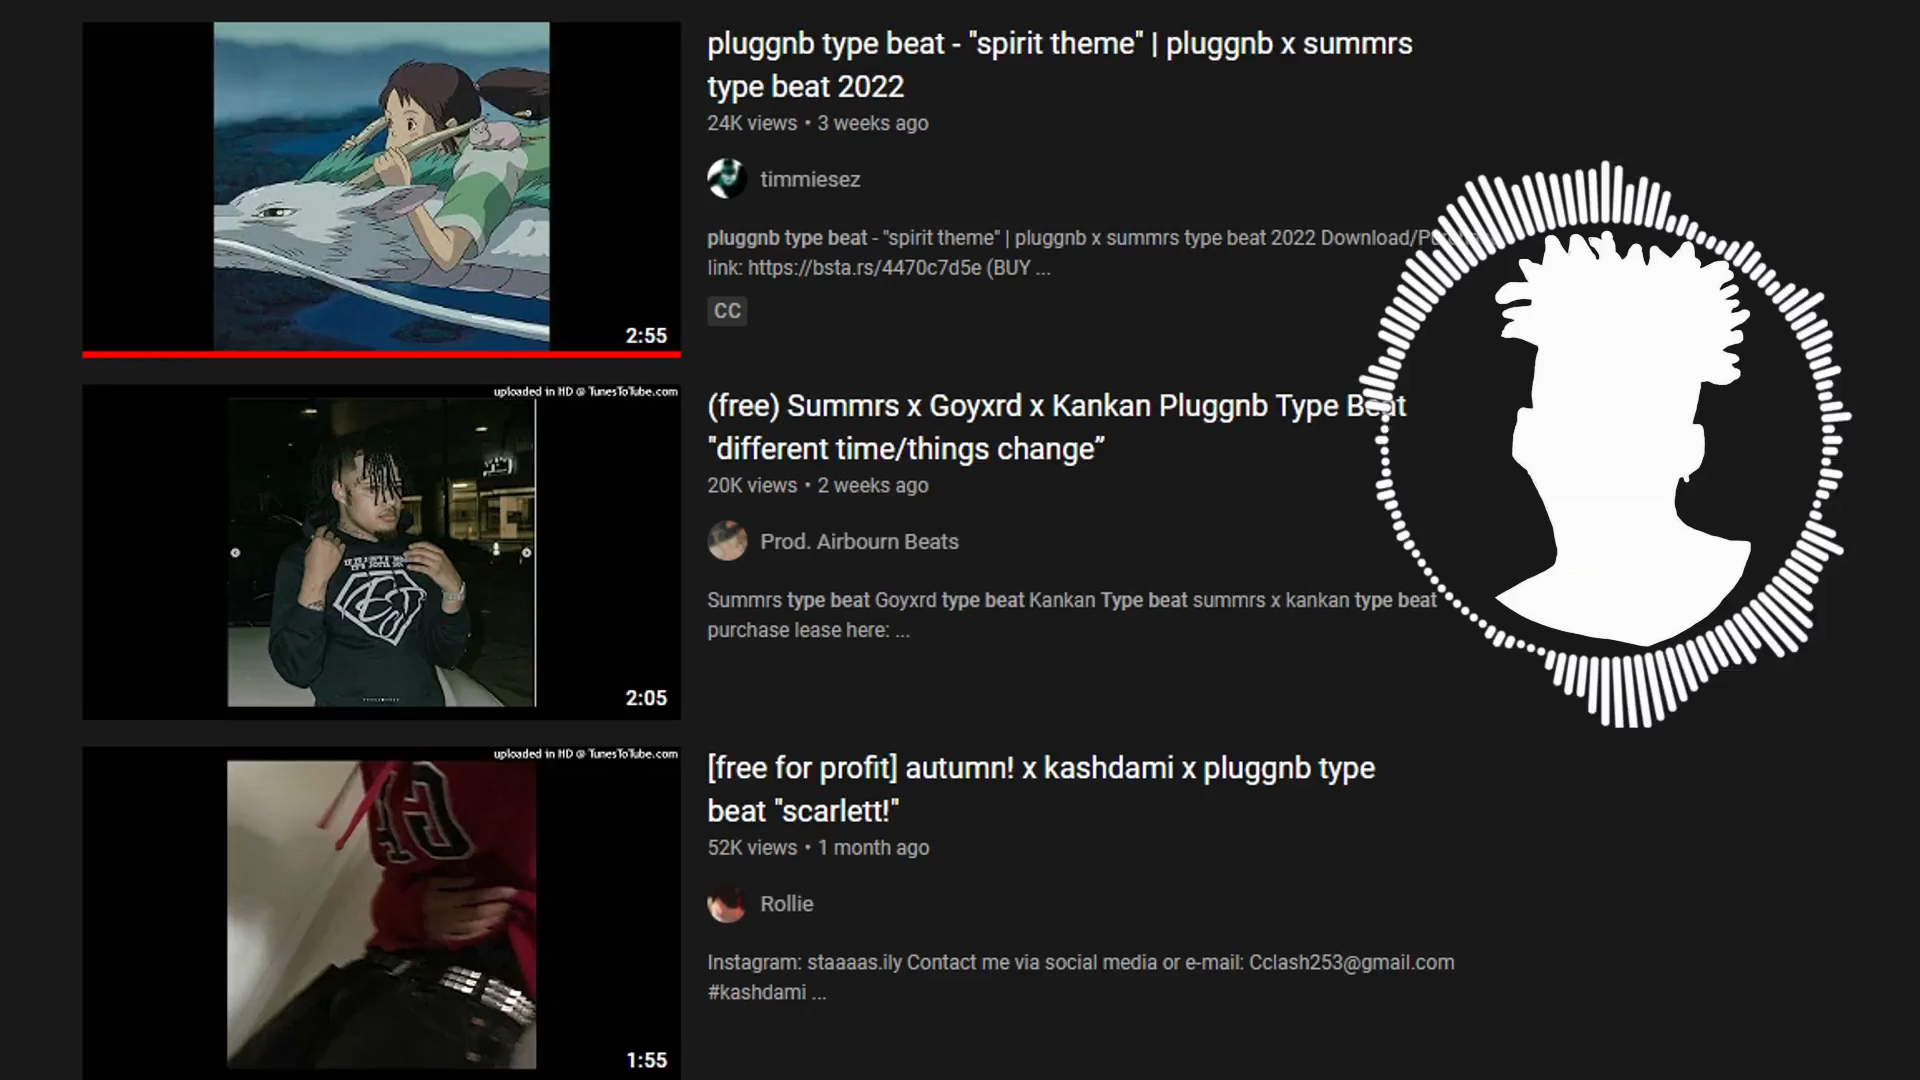 pluggnb type beat - "spirit theme" | pluggnb x summrs
type beat 2022
24K views • 3 weeks ago
timmiesez
pluggnb type beat - "spirit theme" | pluggnb x summrs type beat 2022 Download/
link: https://bsta.rs/4470c7d5e (BUY ...
CC
2:55
uploaded in HD @ TunesToTube.com
(free) Summrs x Goyxrd x Kankan Pluggnb Type Beat
"different time/things change”
20K views • 2 weeks ago
Prod. Airbourn Beats
Summrs type beat Goyxrd type beat Kankan Type beat summrs x kankan type beat
purchase lease here: ...
2:05
uploaded in HD @ TunesToTube.com
[free for profit] autumn! x kashdami x pluggnb type
beat "scarlett!"
52K views • 1 month ago
Rollie
Instagram: staaaas.ily Contact me via social media or e-mail: Cclash253@gmail.com
#kashdami ...
1:55